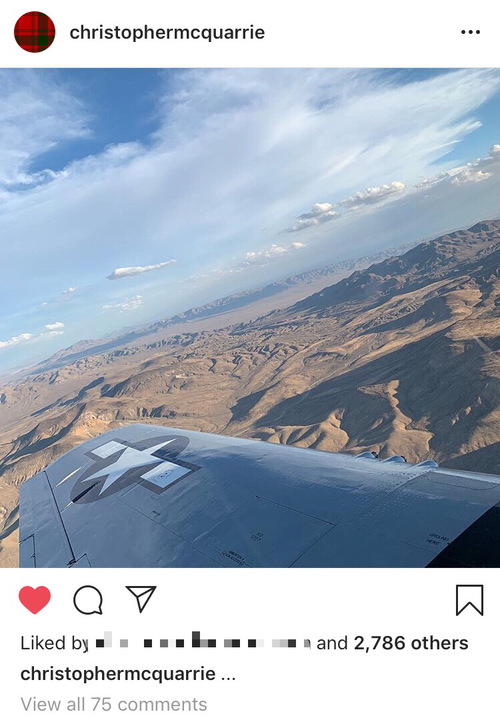 christophermcquarrie
Liked by and 2,786 others
christophermcquarrie ...
View all 75 comments